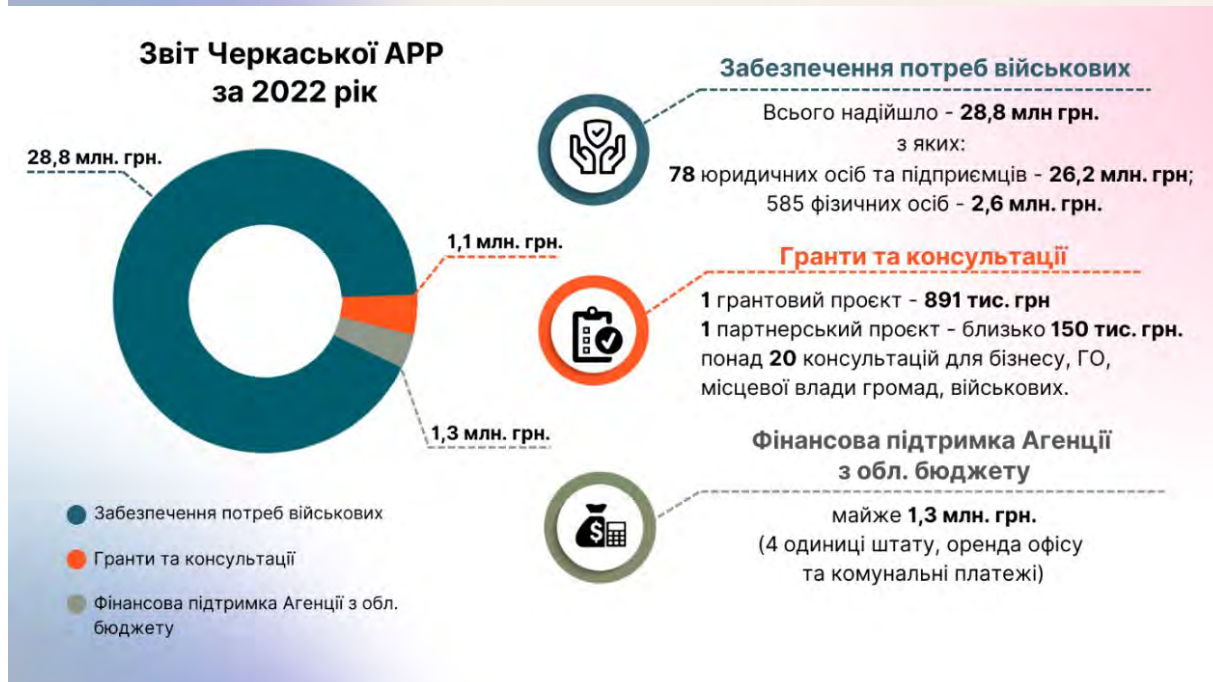 Звіт Черкаської АРР
за 2022 рік
28,8 млн. грн.
1,1 млн. грн.
1,3 млн. грн.
Забезпечення потреб військових
Гранти та консультації
Фінансова підтримка Агенції з обл.
бюджету
Забезпечення потреб військових
Всього надійшло - 28,8 млн грн.
з яких:
78 юридичних осіб та підприємців - 26,2 млн. грн;
585 фізичних осіб - 2,6 млн. грн.
Гранти та консультації
1 грантовий проєкт - 891 тис. грн
1 партнерський проєкт - близько 150 тис. грн.
понад 20 консультацій для бізнесу, ГО,
місцевої влади громад, військових.
Фінансова підтримка Агенції
з обл. бюджету
майже 1,3 млн. грн.
(4 одиниці штату, оренда офісу
та комунальні платежі)